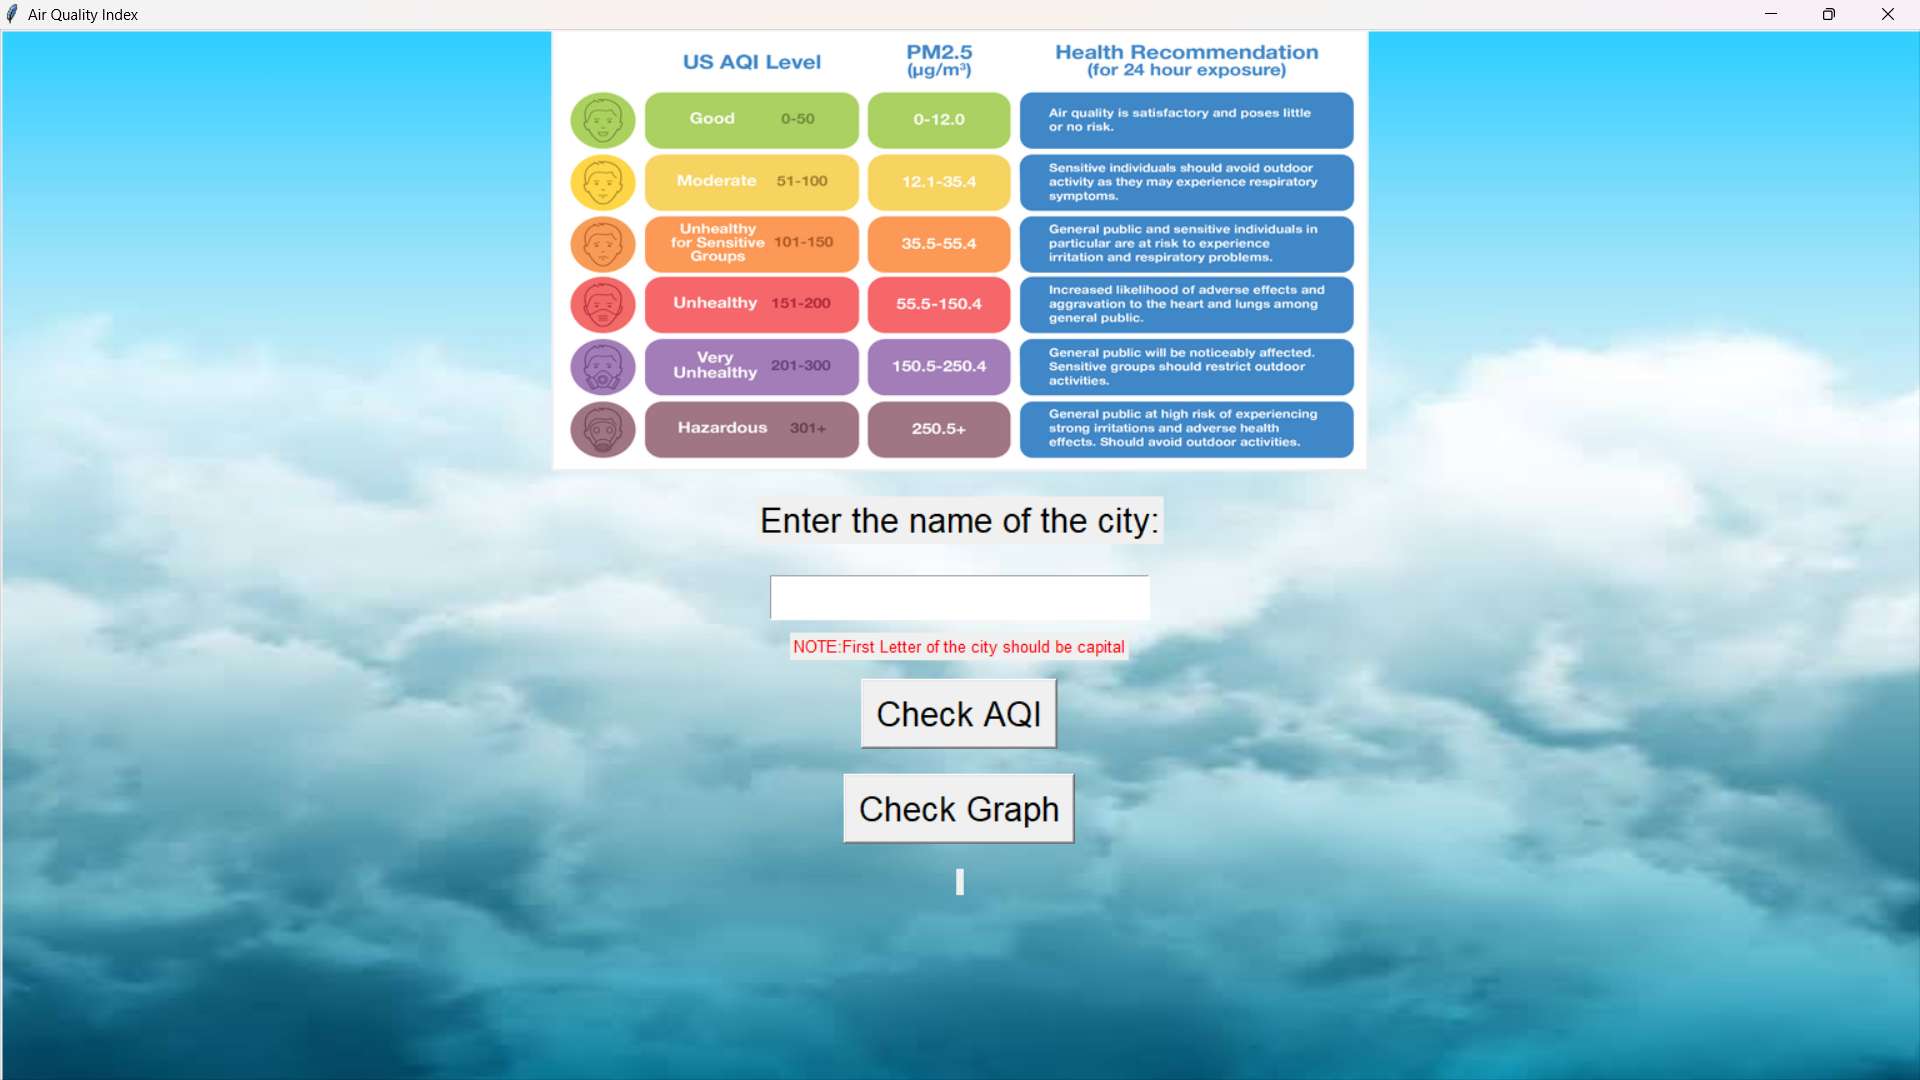 Air Quality Index
US AQI Level
PM2.5
(µg/m³)
Health Recommendation
(for 24 hour exposure)
Good 0-50
0-12.0
Air quality is satisfactory and poses little
or no risk.
Moderate 51-100
12.1-35.4
Sensitive individuals should avoid outdoor
activity as they may experience respiratory
symptoms.
Unhealthy
for Sensitive
Groups
101-150
35.5-55.4
General public and sensitive individuals in
particular are at risk to experience
irritation and respiratory problems.
Unhealthy 151-200
55.5-150.4
Increased likelihood of adverse effects and
aggravation to the heart and lungs among
general public.
Very
Unhealthy
201-300
150.5-250.4
General public will be noticeably affected.
Sensitive groups should restrict outdoor
activities.
Hazardous 301+
250.5+
General public at high risk of experiencing
strong irritations and adverse health
effects. Should avoid outdoor activities.
Enter the name of the city:
NOTE:First Letter of the city should be capital
Check AQI
Check Graph